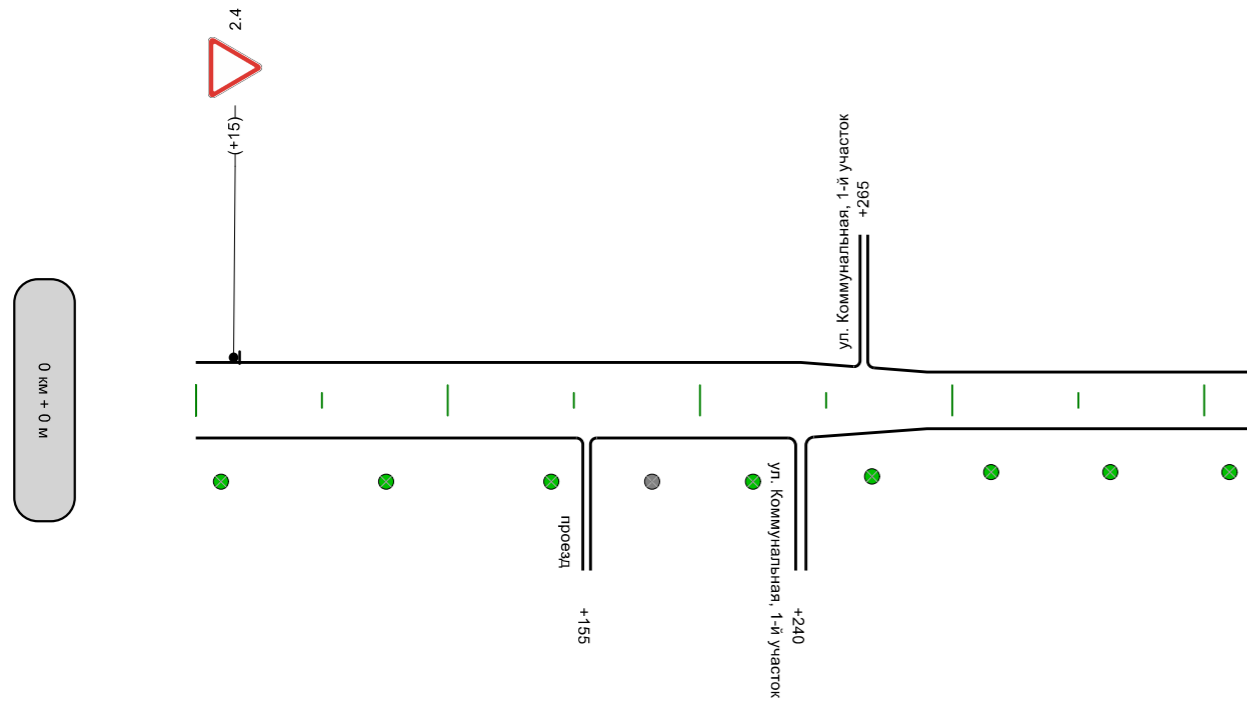 2.4
(+15)
ул. Коммунальная, 1-й участок
+265
0 км + 0 м
проезд
+155
ул. Коммунальная, 1-й участок
+240